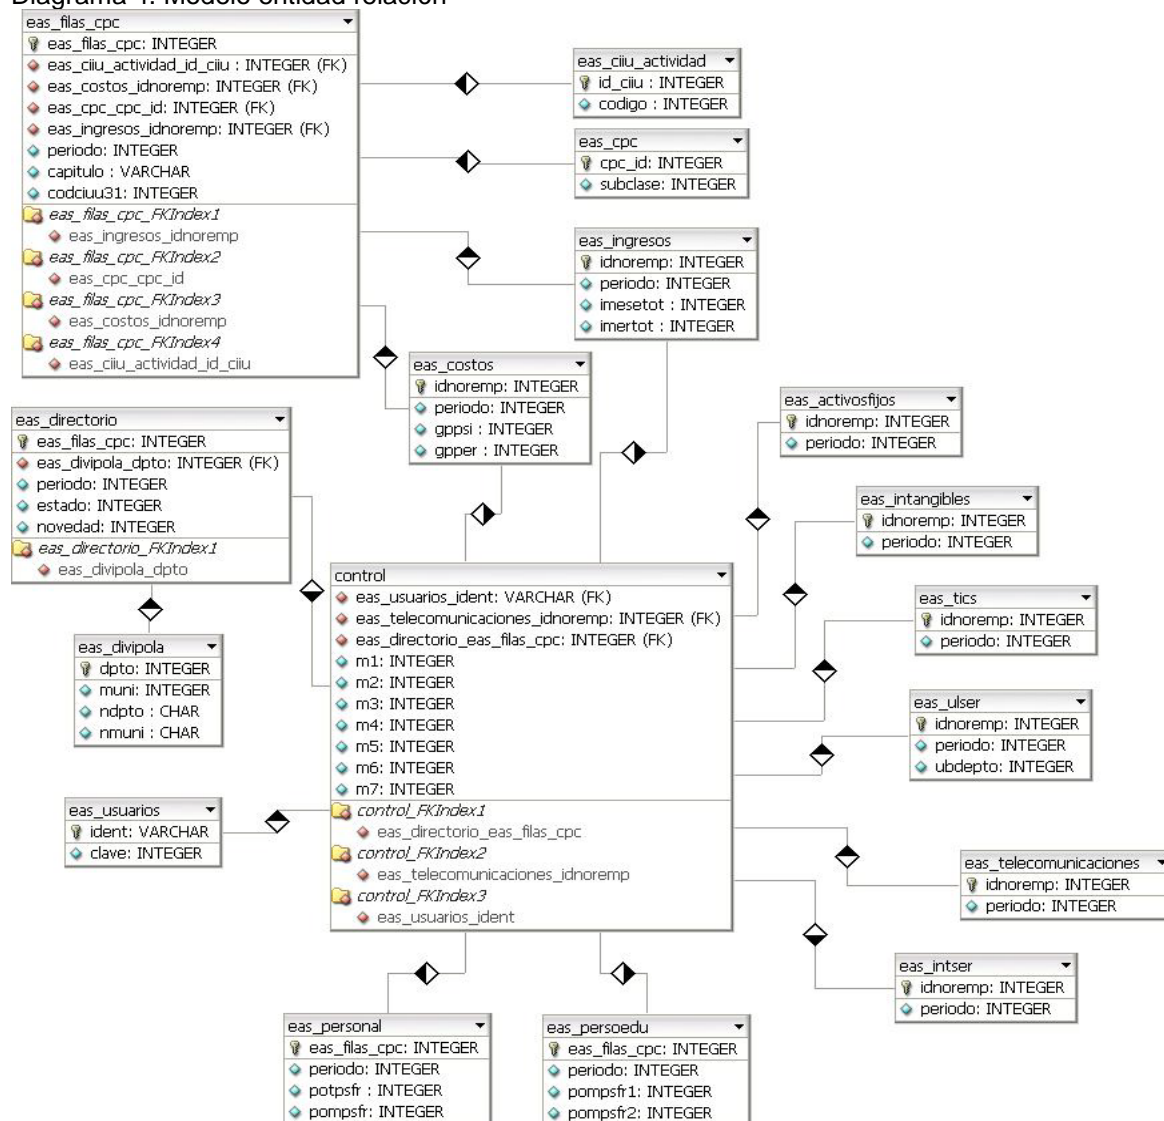 Diagrama 4. Modelo entidad relación
eas_filas_cpc
eas_filas_cpc: INTEGER
eas_ciiu_actividad_id_ciiu : INTEGER (FK)
eas_costos_idnoremp: INTEGER (FK)
eas_cpc_cpc_id: INTEGER (FK)
eas_ingresos_idnoremp: INTEGER (FK)
periodo: INTEGER
capitulo : VARCHAR
codciuu31: INTEGER
eas_filas_cpc_FKIndex1
eas_ingresos_idnoremp
eas_filas_cpc_FKIndex2
eas_cpc_cpc_id
eas_filas_cpc_FKIndex3
eas_costos_idnoremp
eas_filas_cpc_FKIndex4
eas_ciiu_actividad_id_ciiu
eas_ciiu_actividad
id_ciiu : INTEGER
codigo : INTEGER
eas_cpc
cpc_id: INTEGER
subclase: INTEGER
eas_ingresos
idnoremp: INTEGER
periodo: INTEGER
imesetot : INTEGER
imertot : INTEGER
eas_costos
idnoremp: INTEGER
periodo: INTEGER
gppsi : INTEGER
gpper : INTEGER
eas_activosfijos
idnoremp: INTEGER
periodo: INTEGER
eas_directorio
eas_filas_cpc: INTEGER
eas_divipola_dpto: INTEGER (FK)
periodo: INTEGER
estado: INTEGER
novedad: INTEGER
eas_directorio_FKIndex1
eas_divipola_dpto
eas_intangibles
idnoremp: INTEGER
periodo: INTEGER
control
eas_usuarios_ident: VARCHAR (FK)
eas_telecomunicaciones_idnoremp: INTEGER (FK)
eas_directorio_eas_filas_cpc: INTEGER (FK)
m1: INTEGER
m2: INTEGER
m3: INTEGER
m4: INTEGER
m5: INTEGER
m6: INTEGER
m7: INTEGER
control_FKIndex1
eas_directorio_eas_filas_cpc
control_FKIndex2
eas_telecomunicaciones_idnoremp
control_FKIndex3
eas_usuarios_ident
eas_tics
idnoremp: INTEGER
periodo: INTEGER
eas_divipola
dpto: INTEGER
muni: INTEGER
ndpto : CHAR
nmuni : CHAR
eas_ulser
idnoremp: INTEGER
periodo: INTEGER
ubdepto: INTEGER
eas_usuarios
ident: VARCHAR
clave: INTEGER
eas_telecomunicaciones
idnoremp: INTEGER
periodo: INTEGER
eas_intser
idnoremp: INTEGER
periodo: INTEGER
eas_personal
eas_filas_cpc: INTEGER
periodo: INTEGER
potpsfr : INTEGER
pompsfr: INTEGER
eas_persoedu
eas_filas_cpc: INTEGER
periodo: INTEGER
pompsfr1: INTEGER
pompsfr2: INTEGER